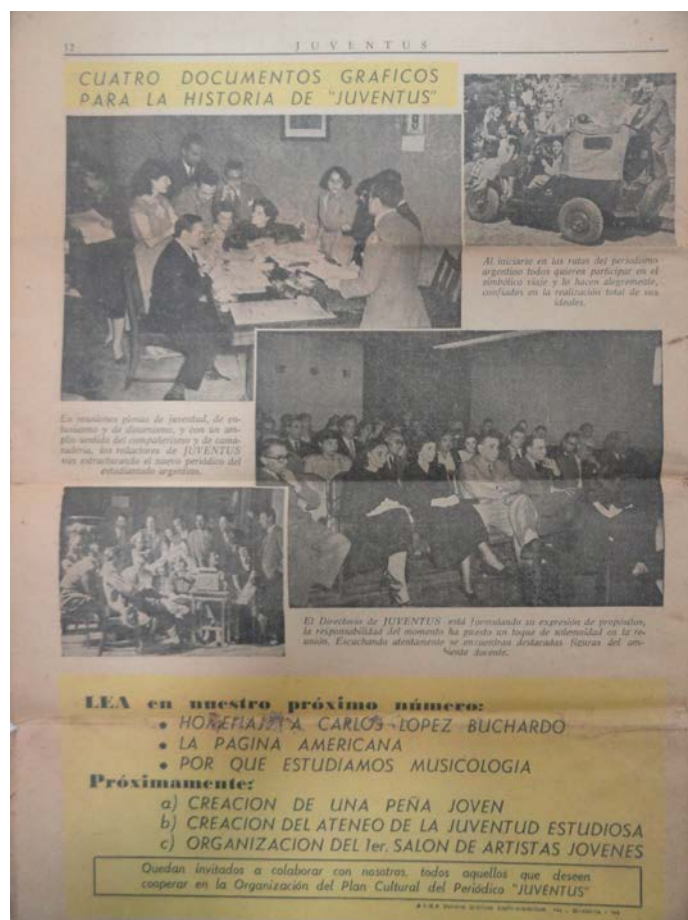 12
JUVENTUS
CUATRO DOCUMENTOS GRAFICOS
PARA LA HISTORIA DE "JUVENTUS"
9
Al iniciarse en las rutas del periodismo
argentino todos quieren participar en el
simbólico viaje y lo hacen alegremente,
confiados en la realización total de sus
ideales.
En reuniones plenas de juventud, de en-
tusiasmo y de dinamismo, y con un am-
plio sentido del compañerismo y de cama-
radería, los redactores de JUVENTUS
van estructurando el nuevo periódico del
estudiantado argentino.
El Directorio de JUVENTUS está formulando su expresión de propósitos,
la responsabilidad del momento ha puesto un toque de solemnidad en la re-
unión. Escuchando atentamente se encuentran destacadas figuras del am-
biente docente.
LEA en nuestro próximo número:
• HOMENAJE A CARLOS LOPEZ BUCHARDO
• LA PAGINA AMERICANA
• POR QUE ESTUDIAMOS MUSICOLOGIA
Próximamente:
a) CREACION DE UNA PEÑA JOVEN
b) CREACION DEL ATENEO DE LA JUVENTUD ESTUDIOSA
c) ORGANIZACION DEL 1er. SALON DE ARTISTAS JOVENES
Quedan invitados a colaborar con nosotros, todos aquellos que deseen
cooperar en la Organización del Plan Cultural del Periódico "JUVENTUS"